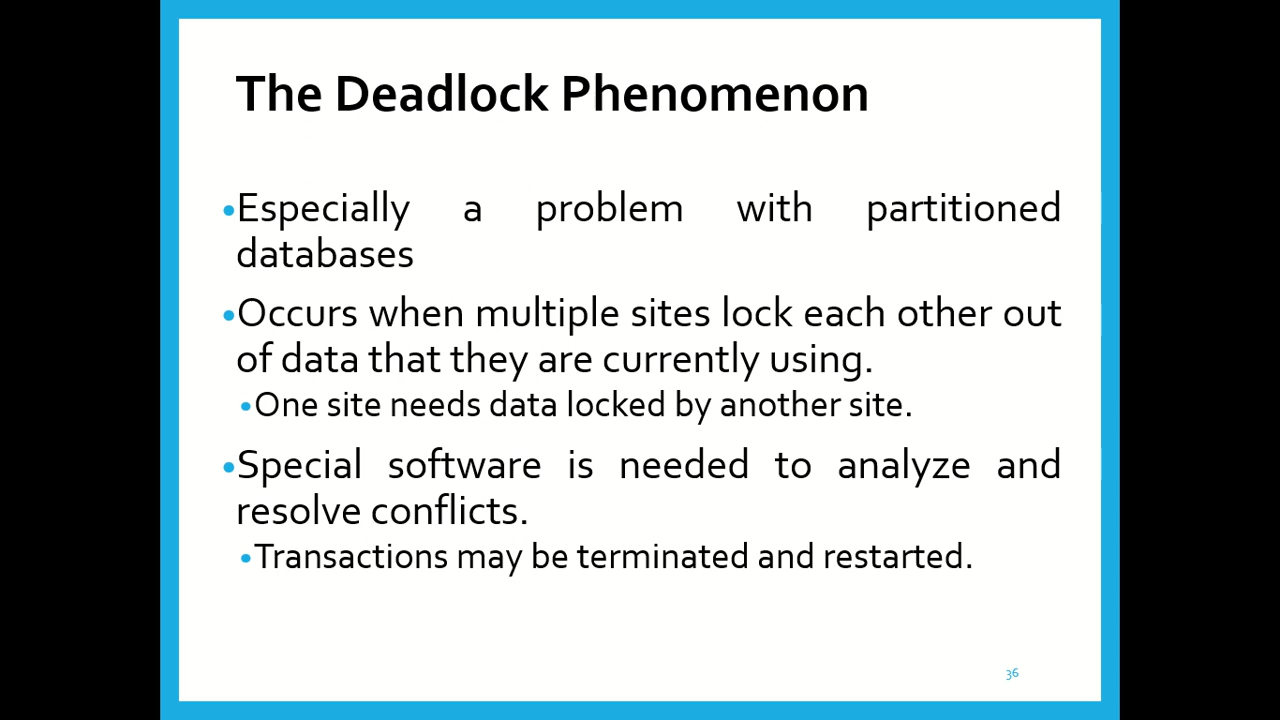 The Deadlock Phenomenon
•Especially a problem with partitioned
databases
•Occurs when multiple sites lock each other out
of data that they are currently using.
•One site needs data locked by another site.
•Special software is needed to analyze and
resolve conflicts.
•Transactions may be terminated and restarted.
36